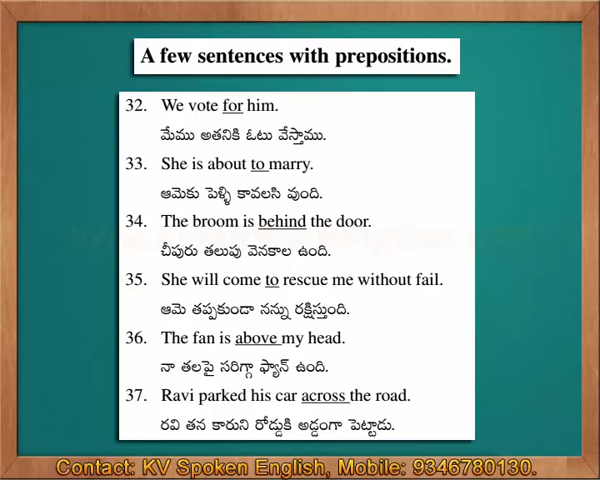 A few sentences with prepositions.
32. We vote for him.
మేము అతనికి ఓటు వేస్తాము.
33. She is about to marry.
ఆమెకు పెళ్ళి కావలసి వుంది.
34. The broom is behind the door.
చీపురు తలుపు వెనకాల ఉంది.
35. She will come to rescue me without fail.
ఆమె తప్పకుండా నన్ను రక్షిస్తుంది.
36. The fan is above my head.
నా తలపై సరిగ్గా ఫ్యాన్ ఉంది.
37. Ravi parked his car across the road.
రవి తన కారుని రోడ్డుకి అడ్డంగా పెట్టాడు.
Contact: KV Spoken English, Mobile: 9346780130.